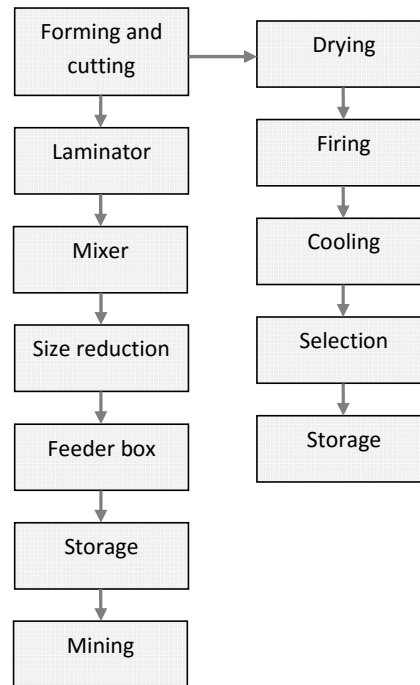 Forming and
cutting
Laminator
Mixer
Size reduction
Feeder box
Storage
Mining
Drying
Firing
Cooling
Selection
Storage